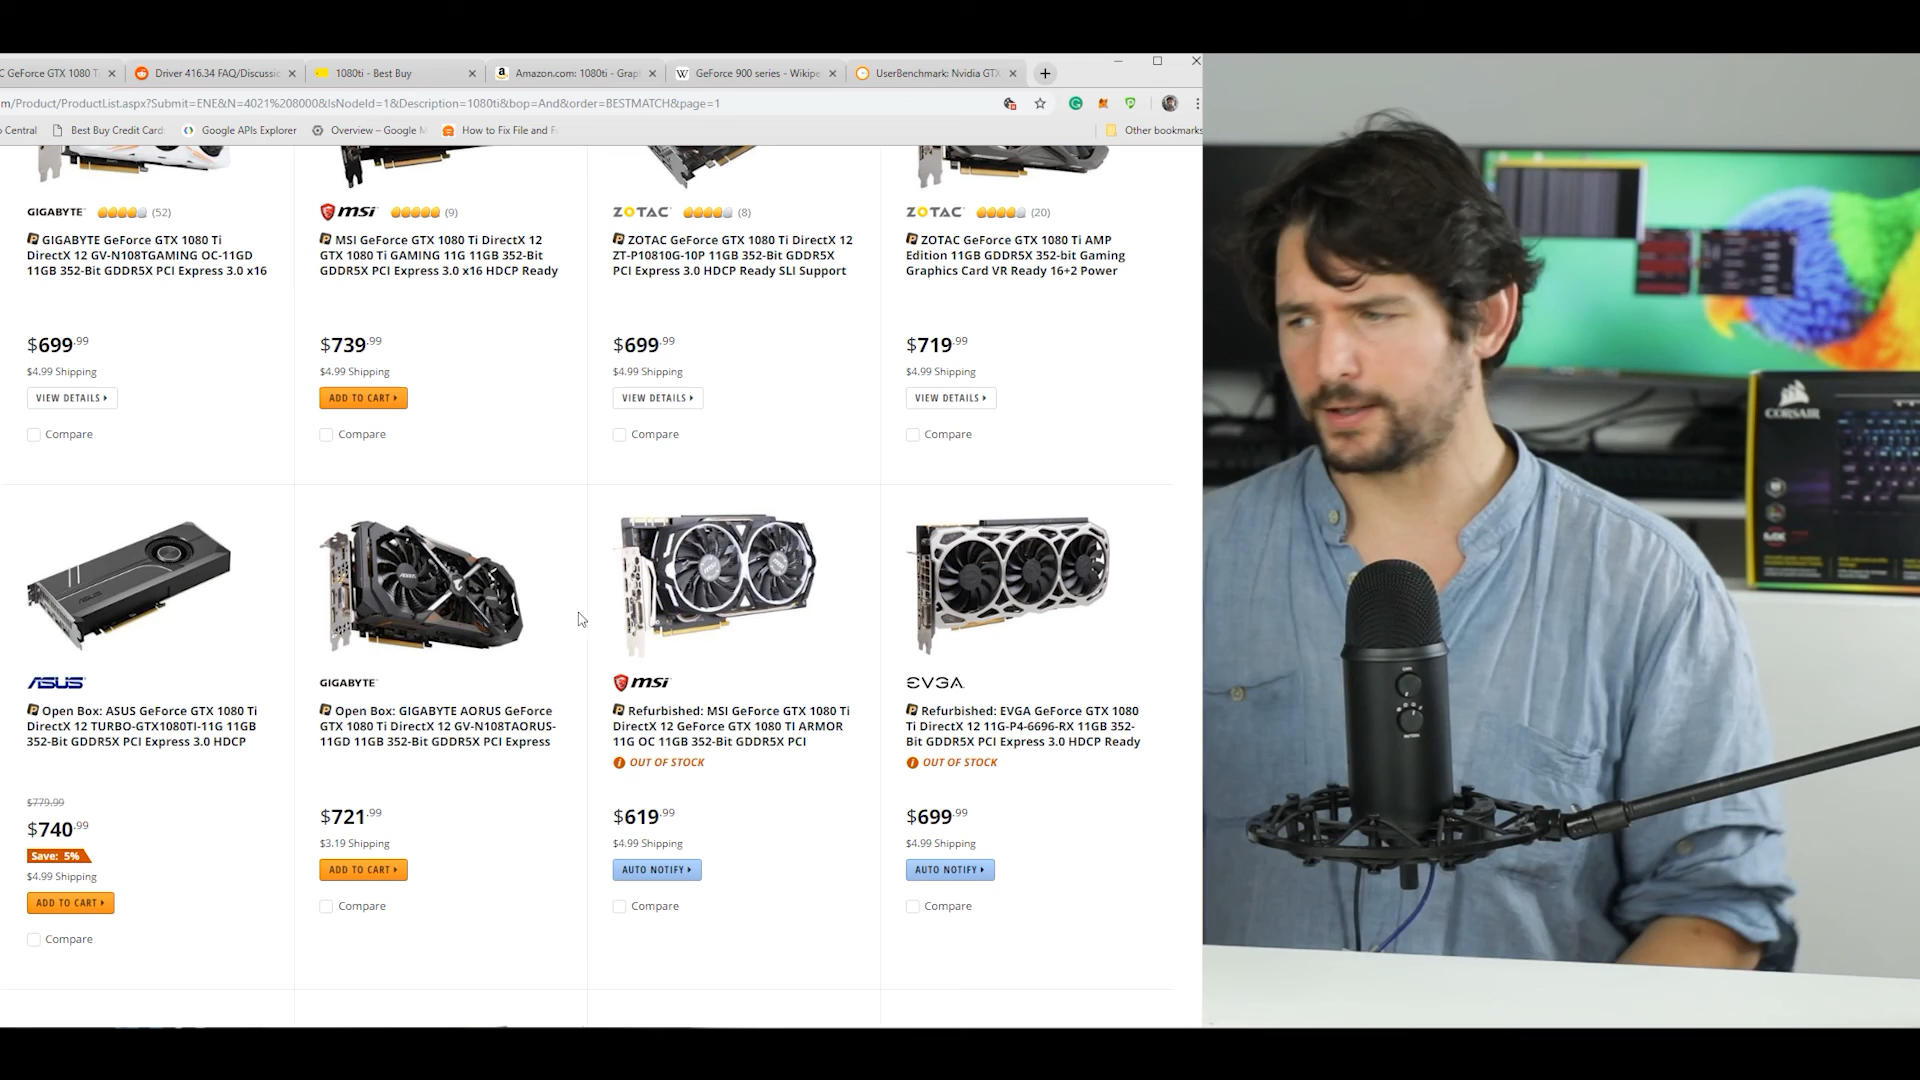 C GeForce GTX 1080 T
Driver 416.34 FAQ/Discussi
1080ti - Best Buy
Amazon.com: 1080ti - Grap
GeForce 900 series - Wikipe
UserBenchmark: Nvidia GTX
m/Product/ProductList.aspx?Submit=ENE&N=4021%208000&IsNodeId=1&Description=1080ti&bop=And&order=BESTMATCH&page=1
Central
Best Buy Credit Card
Google APIs Explorer
Overview – Google M
How to Fix File and F
Other bookmarks
GIGABYTE (52)
GIGABYTE GeForce GTX 1080 Ti
DirectX 12 GV-N108TGAMING OC-11GD
11GB 352-Bit GDDR5X PCI Express 3.0 x16
$699.99
$4.99 Shipping
VIEW DETAILS
Compare
msi (9)
MSI GeForce GTX 1080 Ti DirectX 12
GTX 1080 Ti GAMING 11G 11GB 352-Bit
GDDR5X PCI Express 3.0 x16 HDCP Ready
$739.99
$4.99 Shipping
ADD TO CART
Compare
ZOTAC (8)
ZOTAC GeForce GTX 1080 Ti DirectX 12
ZT-P10810G-10P 11GB 352-Bit GDDR5X
PCI Express 3.0 HDCP Ready SLI Support
$699.99
$4.99 Shipping
VIEW DETAILS
Compare
ZOTAC (20)
ZOTAC GeForce GTX 1080 Ti AMP
Edition 11GB GDDR5X 352-bit Gaming
Graphics Card VR Ready 16+2 Power
$719.99
$4.99 Shipping
VIEW DETAILS
Compare
ASUS
Open Box: ASUS GeForce GTX 1080 Ti
DirectX 12 TURBO-GTX1080TI-11G 11GB
352-Bit GDDR5X PCI Express 3.0 HDCP
$779.99
$740.99
Save: 5%
$4.99 Shipping
ADD TO CART
Compare
GIGABYTE
Open Box: GIGABYTE AORUS GeForce
GTX 1080 Ti DirectX 12 GV-N108TAORUS-
11GD 11GB 352-Bit GDDR5X PCI Express
$721.99
$3.19 Shipping
ADD TO CART
Compare
msi
Refurbished: MSI GeForce GTX 1080 Ti
DirectX 12 GeForce GTX 1080 TI ARMOR
11G OC 11GB 352-Bit GDDR5X PCI
OUT OF STOCK
$619.99
$4.99 Shipping
AUTO NOTIFY
Compare
EVGA
Refurbished: EVGA GeForce GTX 1080
Ti DirectX 12 11G-P4-6696-RX 11GB 352-
Bit GDDR5X PCI Express 3.0 HDCP Ready
OUT OF STOCK
$699.99
$4.99 Shipping
AUTO NOTIFY
Compare
CORSAIR